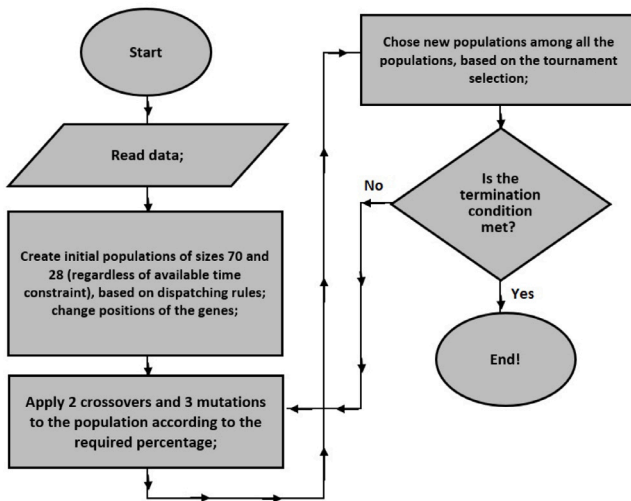 Start
Read data;
Create initial populations of sizes 70 and
28 (regardless of available time
constraint), based on dispatching rules;
change positions of the genes;
Apply 2 crossovers and 3 mutations
to the population according to the
required percentage;
Chose new populations among all the
populations, based on the tournament
selection;
Is the
termination
condition
met?
No
Yes
End!